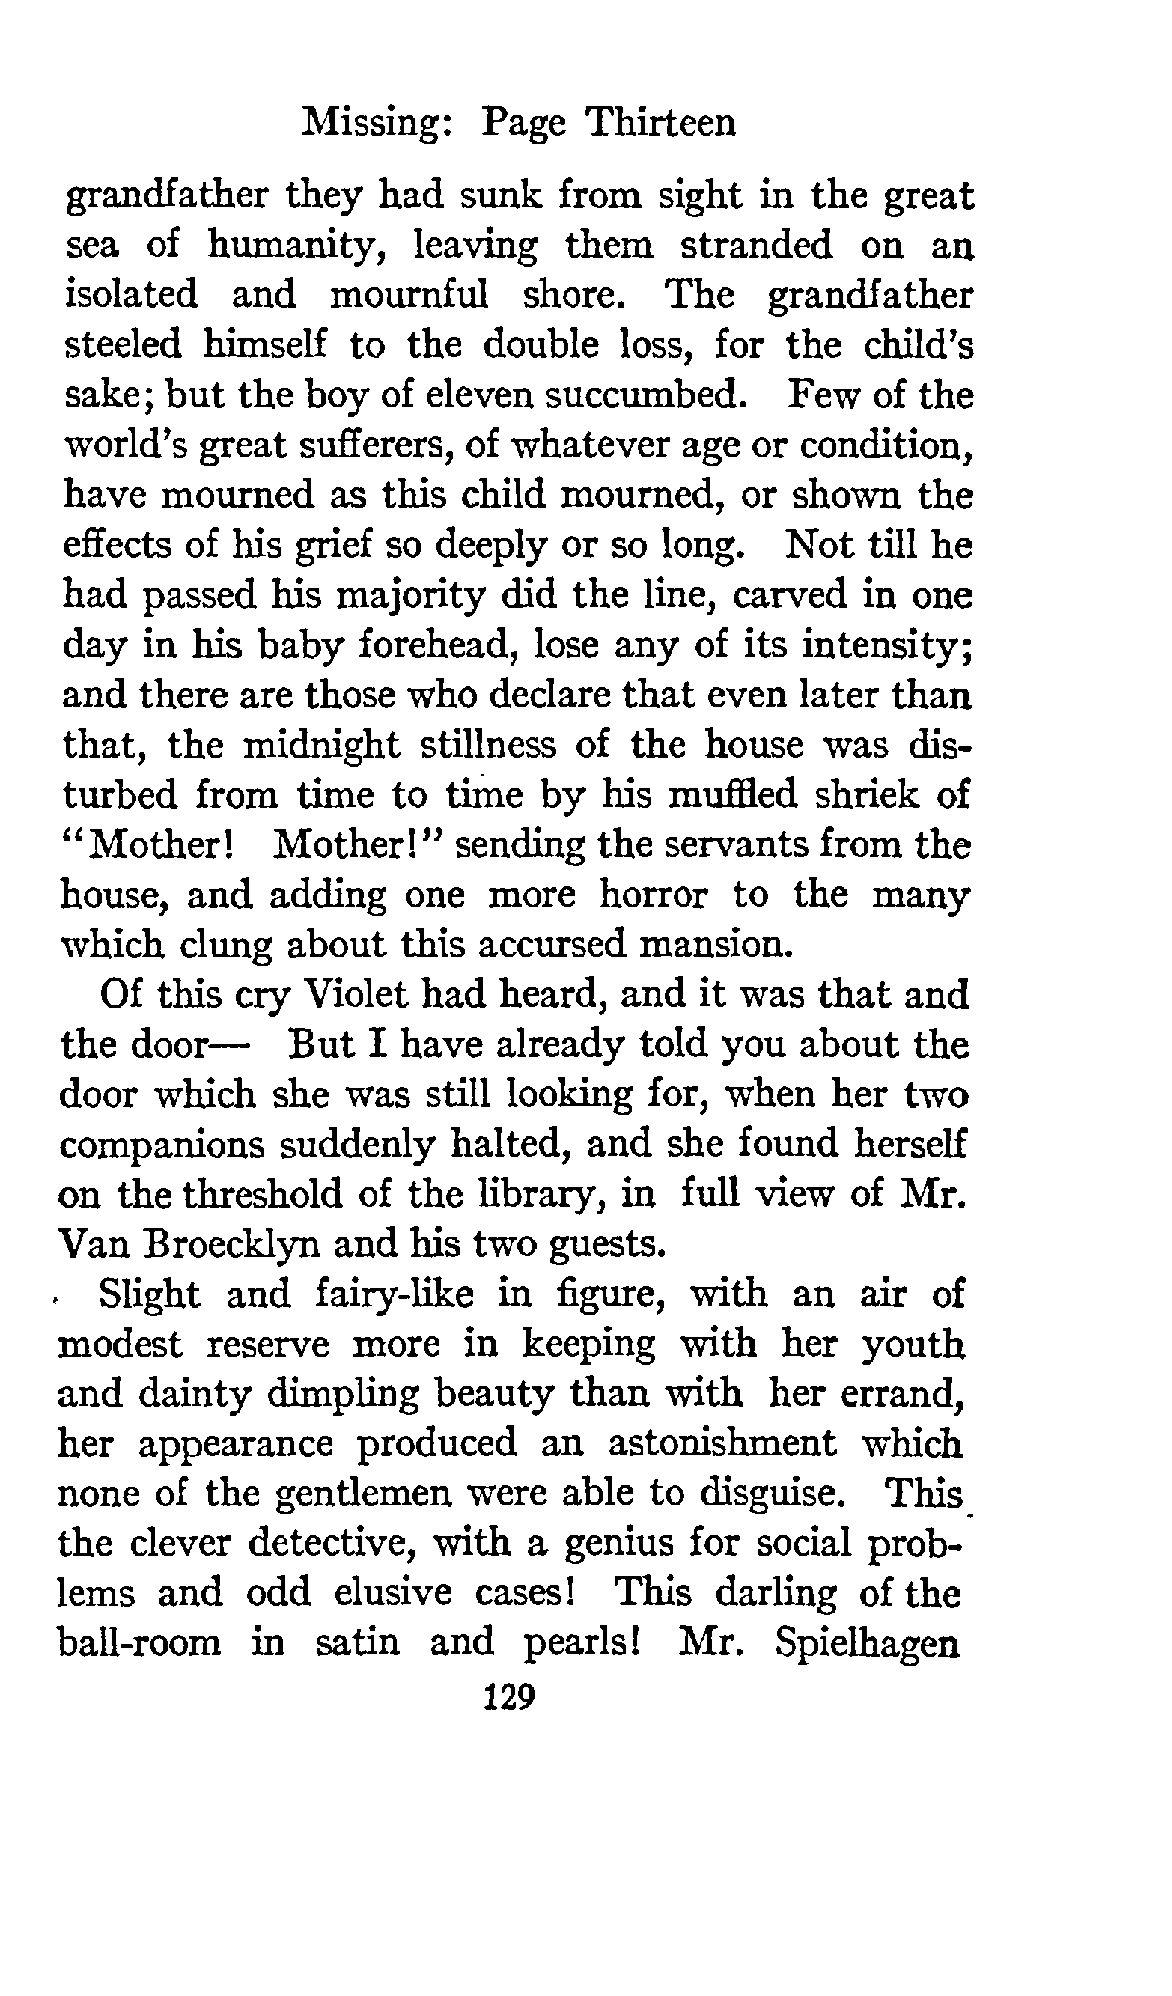 Missing: Page Thirteen
grandfather they had sunk from sight in the great
sea of humanity, leaving them stranded on an
isolated and mournful shore. The grandfather
steeled himself to the double loss, for the child's
sake; but the boy of eleven succumbed. Few of the
world's great sufferers, of whatever age or condition,
have mourned as this child mourned, or shown the
effects of his grief so deeply or so long. Not till he
had passed his majority did the line, carved in one
day in his baby forehead, lose any of its intensity;
and there are those who declare that even later than
that, the midnight stillness of the house was dis-
turbed from time to time by his muffled shriek of
"Mother! Mother!" sending the servants from the
house, and adding one more horror to the many
which clung about this accursed mansion.
Of this cry Violet had heard, and it was that and
the door— But I have already told you about the
door which she was still looking for, when her two
companions suddenly halted, and she found herself
on the threshold of the library, in full view of Mr.
Van Broecklyn and his two guests.
Slight and fairy-like in figure, with an air of
modest reserve more in keeping with her youth
and dainty dimpling beauty than with her errand,
her appearance produced an astonishment which
none of the gentlemen were able to disguise. This
the clever detective, with a genius for social prob-
lems and odd elusive cases! This darling of the
ball-room in satin and pearls! Mr. Spielhagen
129